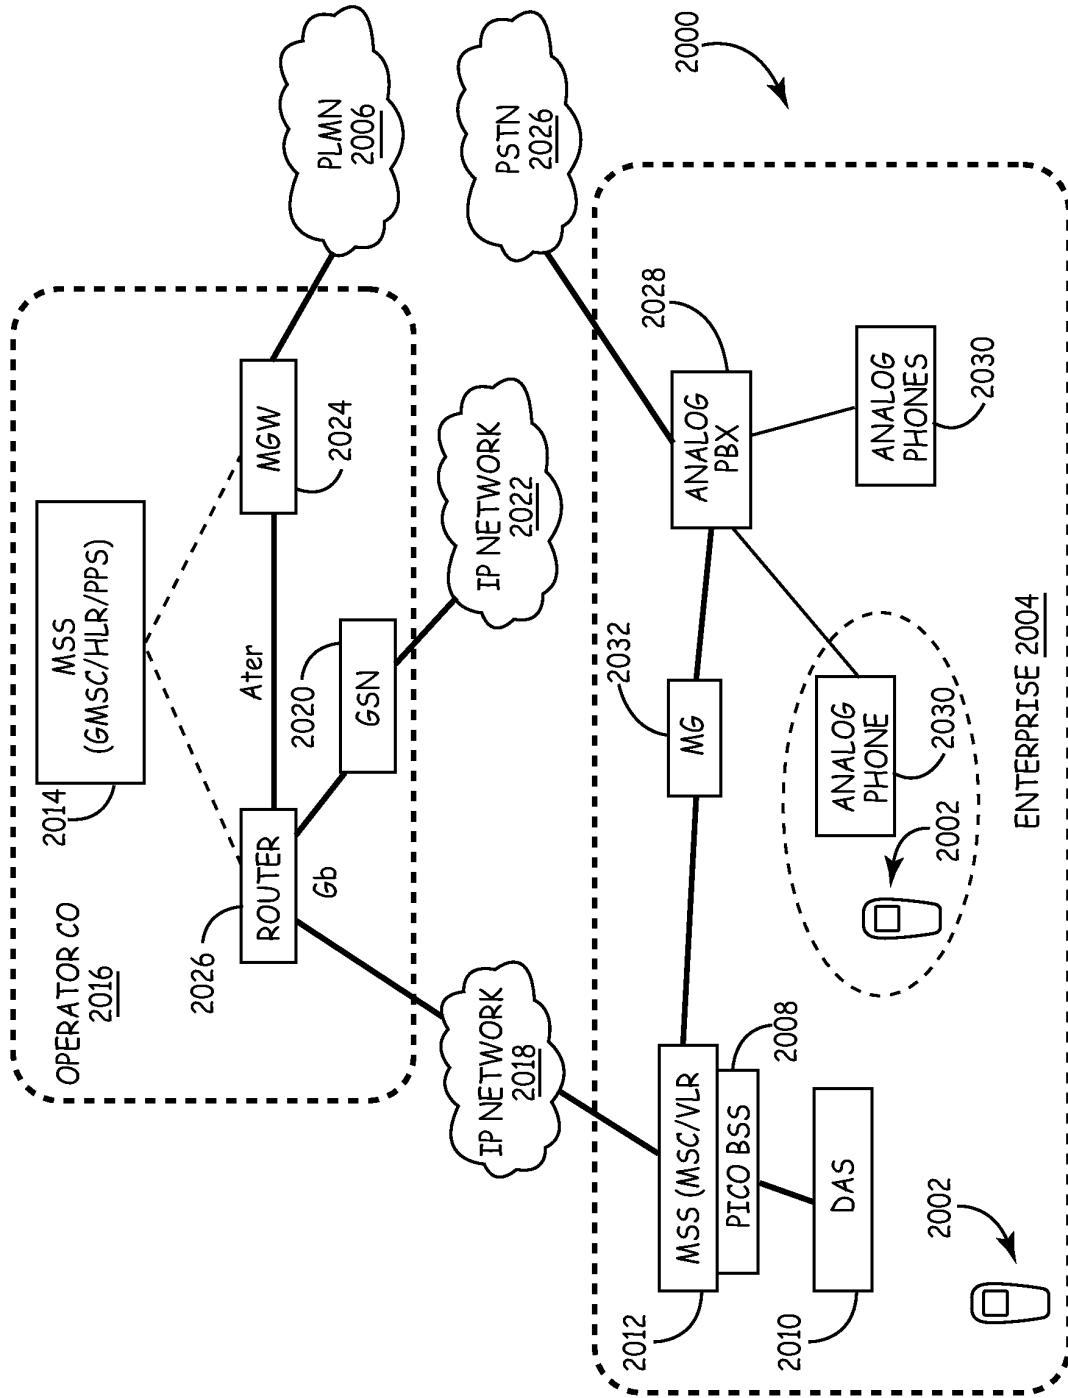 OPERATOR CO
2016
2014
MSS
(GMSC/HLR/PPS)
2026
ROUTER
Ater
MGW
2024
PLMN
2006
Gb
2020
GSN
IP NETWORK
2018
IP NETWORK
2022
PSTN
2026
2000
2012
MSS (MSC/VLR
PICO BSS
2008
2032
MG
ANALOG
PBX
2028
2010
DAS
2002
2002
ANALOG
PHONE
2030
ANALOG
PHONES
2030
ENTERPRISE 2004